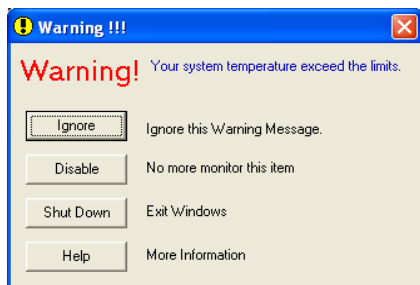 Warning !!!
Warning! Your system temperature exceed the limits.
Ignore Ignore this Warning Message.
Disable No more monitor this item
Shut Down Exit Windows
Help More Information